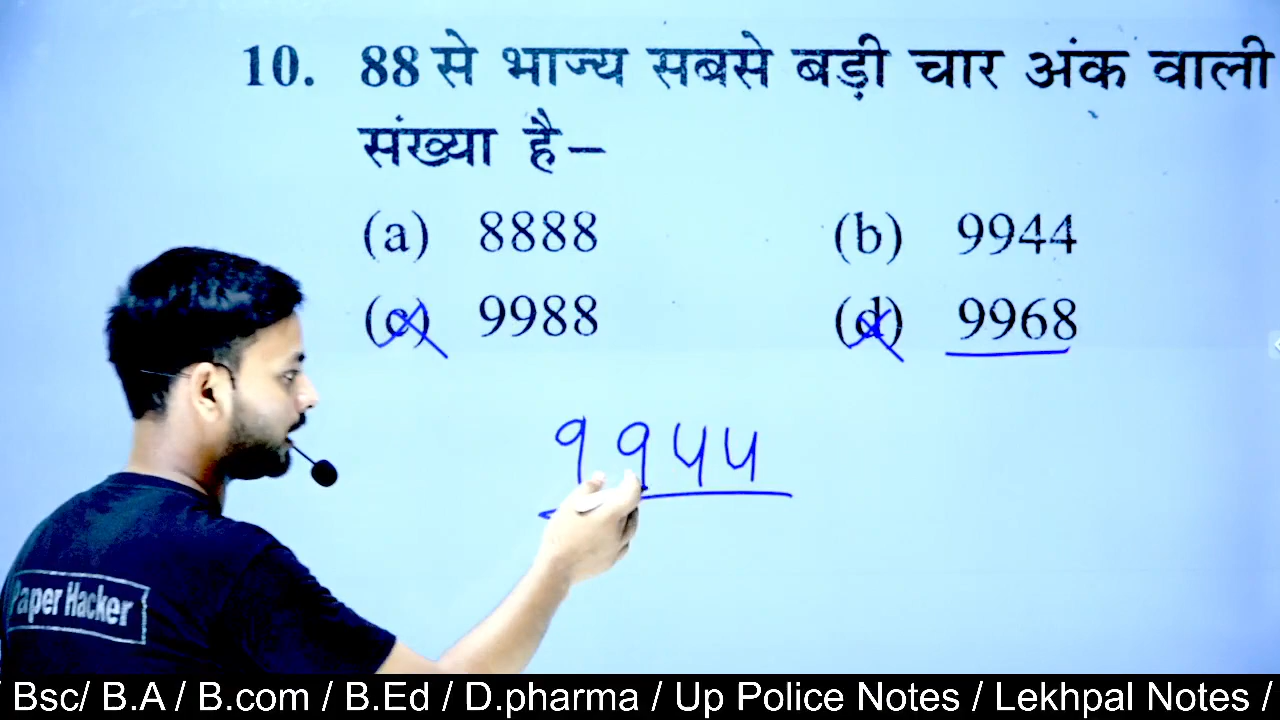 10. 88 से भाज्य सबसे बड़ी चार अंक वाली
संख्या है–
(a) 8888 (b) 9944
(c) 9988 (d) 9968
9944
Paper Hacker
Bsc/ B.A / B.com / B.Ed / D.pharma / Up Police Notes / Lekhpal Notes /